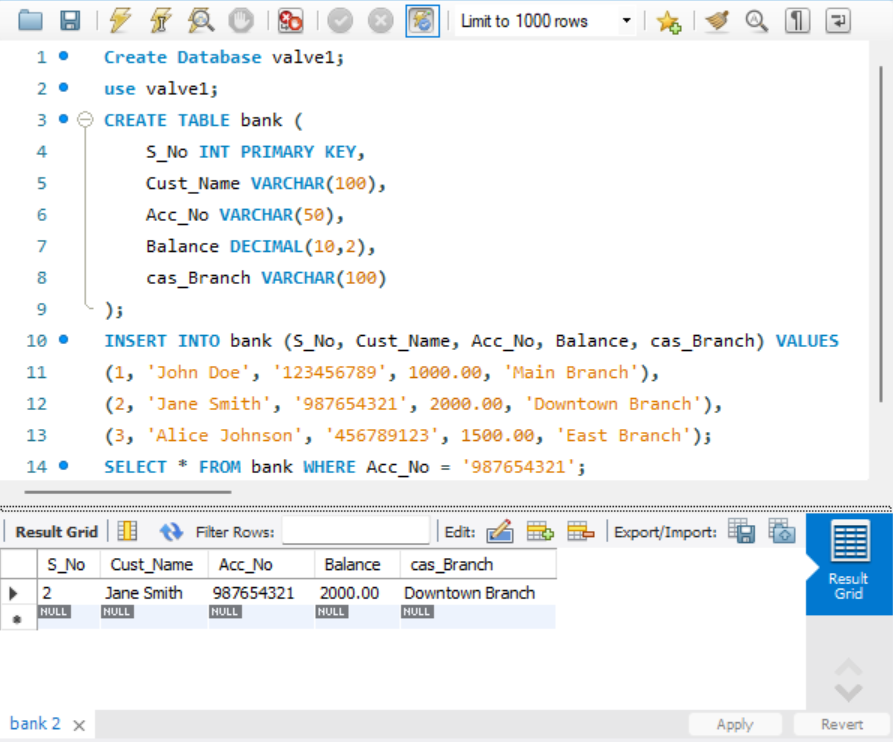 Limit to 1000 rows
1 Create Database valve1;
2 use valve1;
3 CREATE TABLE bank (
4 S_No INT PRIMARY KEY,
5 Cust_Name VARCHAR(100),
6 Acc_No VARCHAR(50),
7 Balance DECIMAL(10,2),
8 cas_Branch VARCHAR(100)
9 );
10 INSERT INTO bank (S_No, Cust_Name, Acc_No, Balance, cas_Branch) VALUES
11 (1, 'John Doe', '123456789', 1000.00, 'Main Branch'),
12 (2, 'Jane Smith', '987654321', 2000.00, 'Downtown Branch'),
13 (3, 'Alice Johnson', '456789123', 1500.00, 'East Branch');
14 SELECT * FROM bank WHERE Acc_No = '987654321';
Result Grid Filter Rows: Edit: Export/Import:
S_No Cust_Name Acc_No Balance cas_Branch
2 Jane Smith 987654321 2000.00 Downtown Branch
NULL NULL NULL NULL NULL
Result
Grid
bank 2 Apply Revert